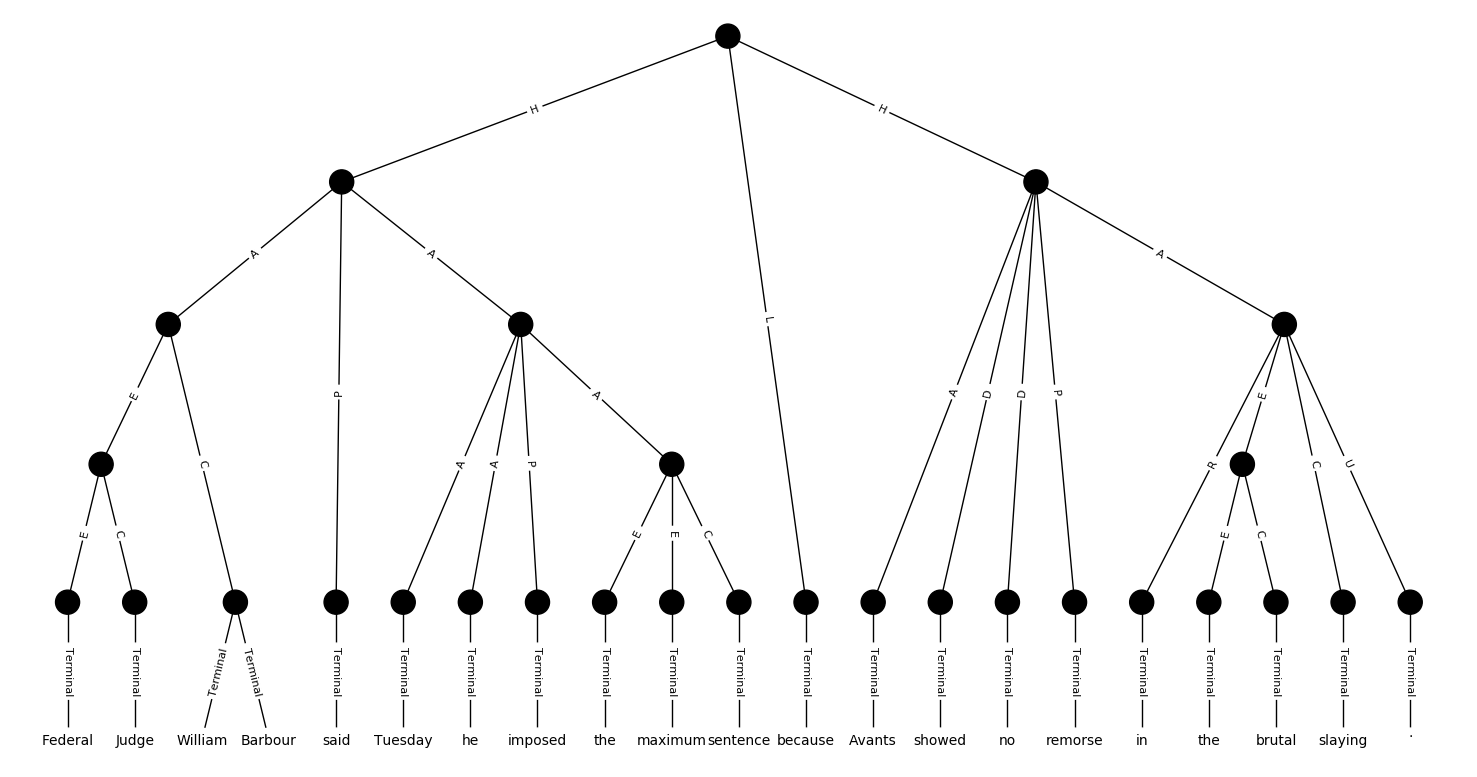 H H
A A L A
E C P A A P A A D D P R E C U
E C E E C E C
Terminal Terminal Terminal Terminal Terminal Terminal Terminal Terminal Terminal Terminal Terminal Terminal Terminal Terminal Terminal Terminal Terminal Terminal Terminal Terminal Terminal
Federal Judge William Barbour said Tuesday he imposed the maximum sentence because Avants showed no remorse in the brutal slaying .